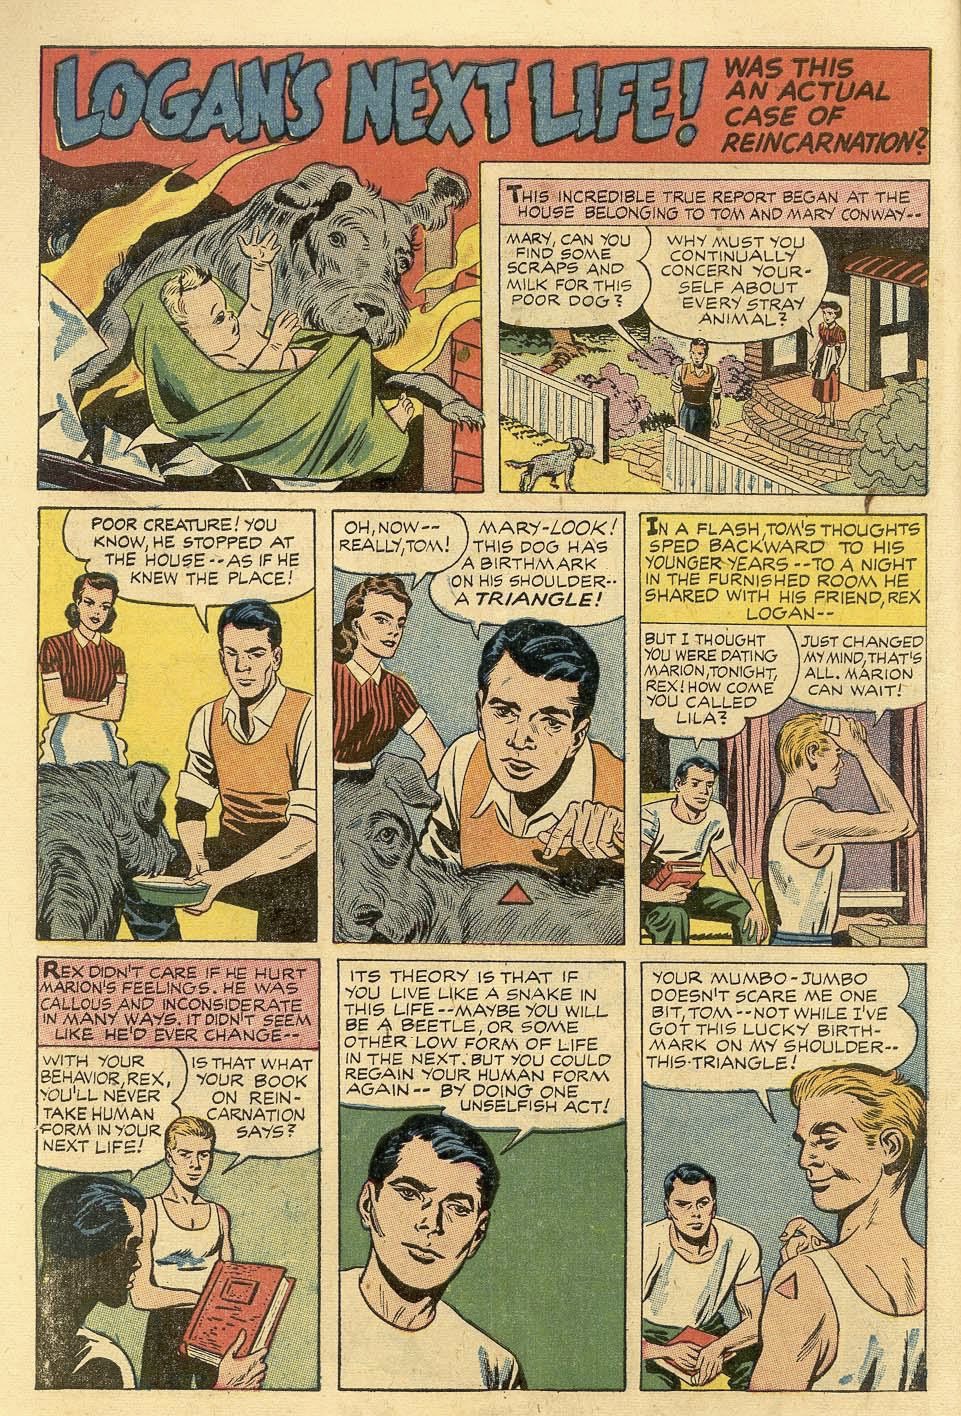 LOGAN'S NEXT LIFE!
WAS THIS
AN ACTUAL
CASE OF
REINCARNATION?
THIS INCREDIBLE TRUE REPORT BEGAN AT THE
HOUSE BELONGING TO TOM AND MARY CONWAY--
MARY, CAN YOU
FIND SOME
SCRAPS AND
MILK FOR THIS
POOR DOG?
WHY MUST YOU
CONTINUALLY
CONCERN YOUR-
SELF ABOUT
EVERY STRAY
ANIMAL?
POOR CREATURE! YOU
KNOW, HE STOPPED AT
THE HOUSE--AS IF HE
KNEW THE PLACE!
OH, NOW--
REALLY, TOM!
MARY-LOOK!
THIS DOG HAS
A BIRTHMARK
ON HIS SHOULDER--
A TRIANGLE!
IN A FLASH, TOM'S THOUGHTS
SPED BACKWARD TO HIS
YOUNGER YEARS--TO A NIGHT
IN THE FURNISHED ROOM HE
SHARED WITH HIS FRIEND, REX
LOGAN--
BUT I THOUGHT
YOU WERE DATING
MARION, TONIGHT,
REX! HOW COME
YOU CALLED
LILA?
JUST CHANGED
MY MIND, THAT'S
ALL. MARION
CAN WAIT!
REX DIDN'T CARE IF HE HURT
MARION'S FEELINGS. HE WAS
CALLOUS AND INCONSIDERATE
IN MANY WAYS. IT DIDN'T SEEM
LIKE HE'D EVER CHANGE--
WITH YOUR
BEHAVIOR, REX,
YOU'LL NEVER
TAKE HUMAN
FORM IN YOUR
NEXT LIFE!
IS THAT WHAT
YOUR BOOK
ON REIN-
CARNATION
SAYS?
ITS THEORY IS THAT IF
YOU LIVE LIKE A SNAKE IN
THIS LIFE--MAYBE YOU WILL
BE A BEETLE, OR SOME
OTHER LOW FORM OF LIFE
IN THE NEXT. BUT YOU COULD
REGAIN YOUR HUMAN FORM
AGAIN-- BY DOING ONE
UNSELFISH ACT!
YOUR MUMBO-JUMBO
DOESN'T SCARE ME ONE
BIT, TOM--NOT WHILE I'VE
GOT THIS LUCKY BIRTH-
MARK ON MY SHOULDER--
THIS TRIANGLE!